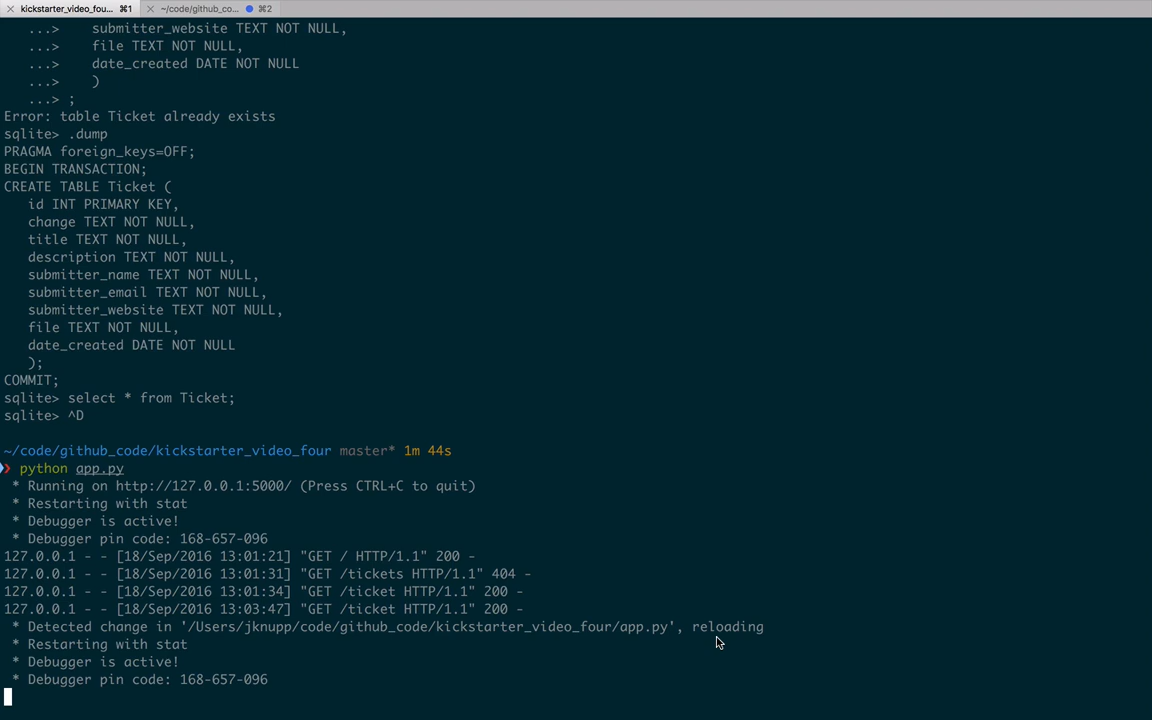 kickstarter_video_four... ⌘1 ~/code/github_co... ⌘2
...> submitter_website TEXT NOT NULL,
...> file TEXT NOT NULL,
...> date_created DATE NOT NULL
...> )
...> ;
Error: table Ticket already exists
sqlite> .dump
PRAGMA foreign_keys=OFF;
BEGIN TRANSACTION;
CREATE TABLE Ticket (
id INT PRIMARY KEY,
change TEXT NOT NULL,
title TEXT NOT NULL,
description TEXT NOT NULL,
submitter_name TEXT NOT NULL,
submitter_email TEXT NOT NULL,
submitter_website TEXT NOT NULL,
file TEXT NOT NULL,
date_created DATE NOT NULL
);
COMMIT;
sqlite> select * from Ticket;
sqlite> ^D
~/code/github_code/kickstarter_video_four master* 1m 44s
❯ python app.py
* Running on http://127.0.0.1:5000/ (Press CTRL+C to quit)
* Restarting with stat
* Debugger is active!
* Debugger pin code: 168-657-096
127.0.0.1 - - [18/Sep/2016 13:01:21] "GET / HTTP/1.1" 200 -
127.0.0.1 - - [18/Sep/2016 13:01:31] "GET /tickets HTTP/1.1" 404 -
127.0.0.1 - - [18/Sep/2016 13:01:34] "GET /ticket HTTP/1.1" 200 -
127.0.0.1 - - [18/Sep/2016 13:03:47] "GET /ticket HTTP/1.1" 200 -
* Detected change in '/Users/jknupp/code/github_code/kickstarter_video_four/app.py', reloading
* Restarting with stat
* Debugger is active!
* Debugger pin code: 168-657-096